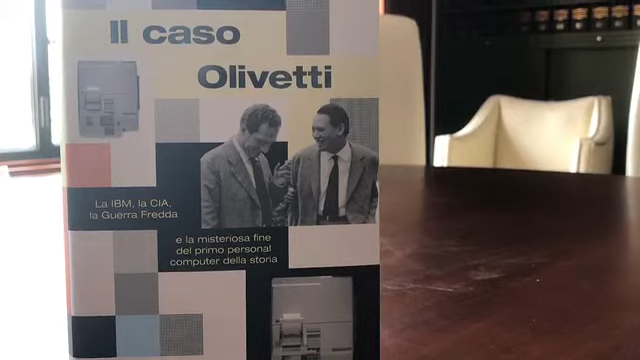 Il caso
Olivetti
La IBM, la CIA,
la Guerra Fredda
e la misteriosa fine
del primo personal
computer della storia